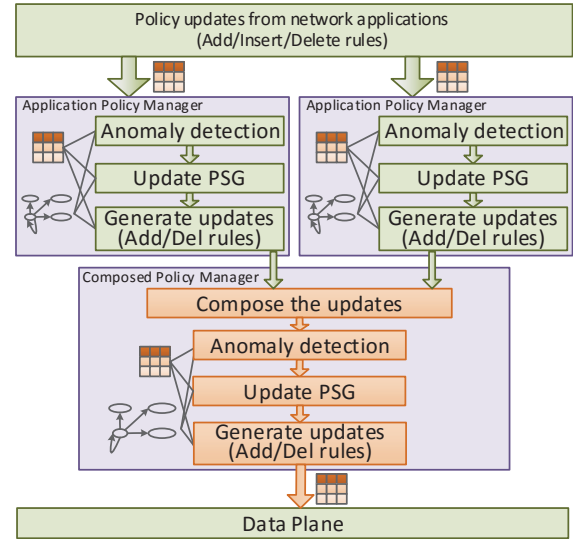 Policy updates from network applications
(Add/Insert/Delete rules)
Application Policy Manager
Anomaly detection
Update PSG
Generate updates
(Add/Del rules)
Application Policy Manager
Anomaly detection
Update PSG
Generate updates
(Add/Del rules)
Composed Policy Manager
Compose the updates
Anomaly detection
Update PSG
Generate updates
(Add/Del rules)
Data Plane